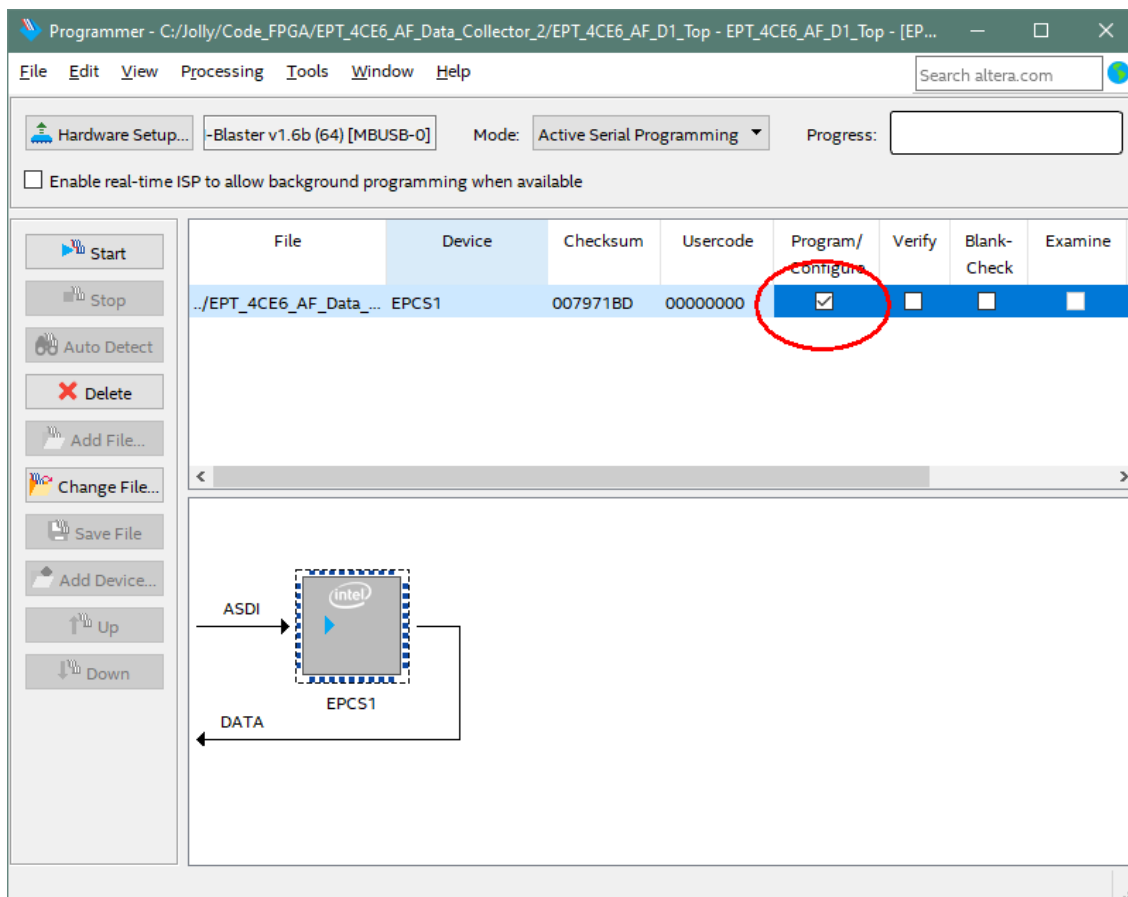 Programmer - C:/Jolly/Code_FPGA/EPT_4CE6_AF_Data_Collector_2/EPT_4CE6_AF_D1_Top - EPT_4CE6_AF_D1_Top - [EP...
File Edit View Processing Tools Window Help
Search altera.com
Hardware Setup... -Blaster v1.6b (64) [MBUSB-0] Mode: Active Serial Programming Progress:
Enable real-time ISP to allow background programming when available
File Device Checksum Usercode Program/ Verify Blank- Examine
Configure Check
../EPT_4CE6_AF_Data_... EPCS1 007971BD 00000000
Start
Stop
Auto Detect
Delete
Add File...
Change File...
Save File
Add Device...
Up
Down
intel
ASDI
EPCS1
DATA